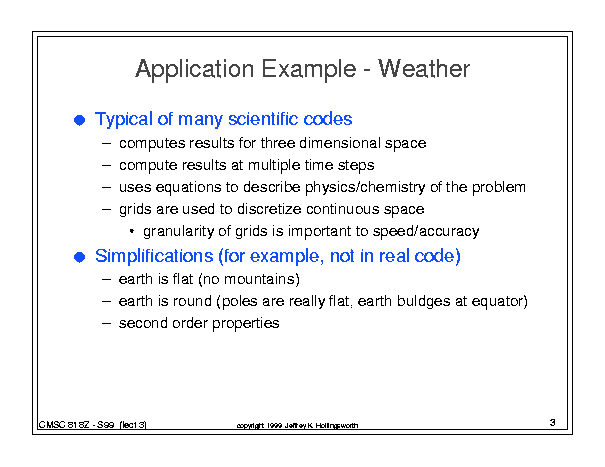 Application Example - Weather
● Typical of many scientific codes
– computes results for three dimensional space
– compute results at multiple time steps
– uses equations to describe physics/chemistry of the problem
– grids are used to discretize continuous space
• granularity of grids is important to speed/accuracy
● Simplifications (for example, not in real code)
– earth is flat (no mountains)
– earth is round (poles are really flat, earth buldges at equator)
– second order properties
CMSC 818Z - S99 (lect 3)
copyright 1999 Jeffrey K. Hollingsworth
3